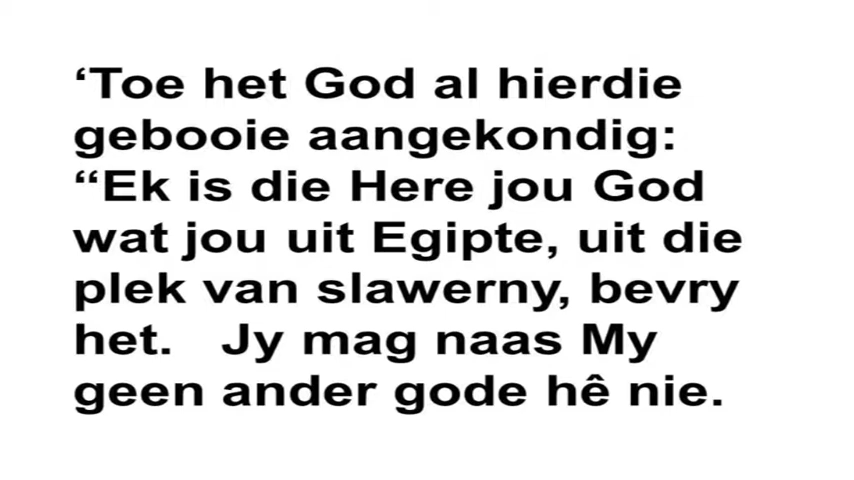 ‘Toe het God al hierdie
gebooie aangekondig:
“Ek is die Here jou God
wat jou uit Egipte, uit die
plek van slawerny, bevry
het.   Jy mag naas My
geen ander gode hê nie.